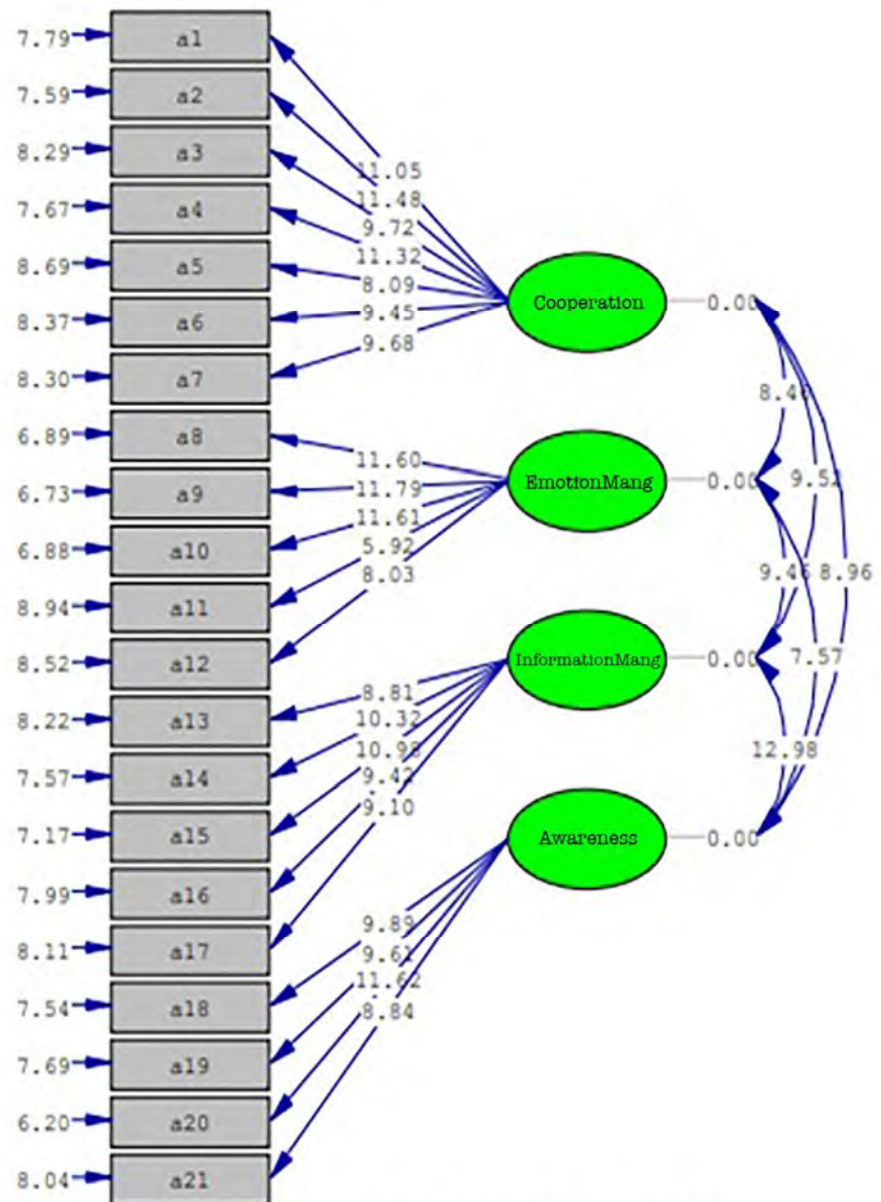 7.79 a1
7.59 a2
8.29 a3
7.67 a4
8.69 a5
8.37 a6
8.30 a7
6.89 a8
6.73 a9
6.88 a10
8.94 a11
8.52 a12
8.22 a13
7.57 a14
7.17 a15
7.99 a16
8.11 a17
7.54 a18
7.69 a19
6.20 a20
8.04 a21
11.05
11.48
9.72
11.32
8.09
9.45
9.68
11.60
11.79
11.61
5.92
8.03
8.81
10.32
10.98
9.42
9.10
9.89
9.61
11.62
8.84
Cooperation 0.00
EmotionMang 0.00
InformationMang 0.00
Awareness 0.00
9.52
9.46
8.96
7.57
12.98